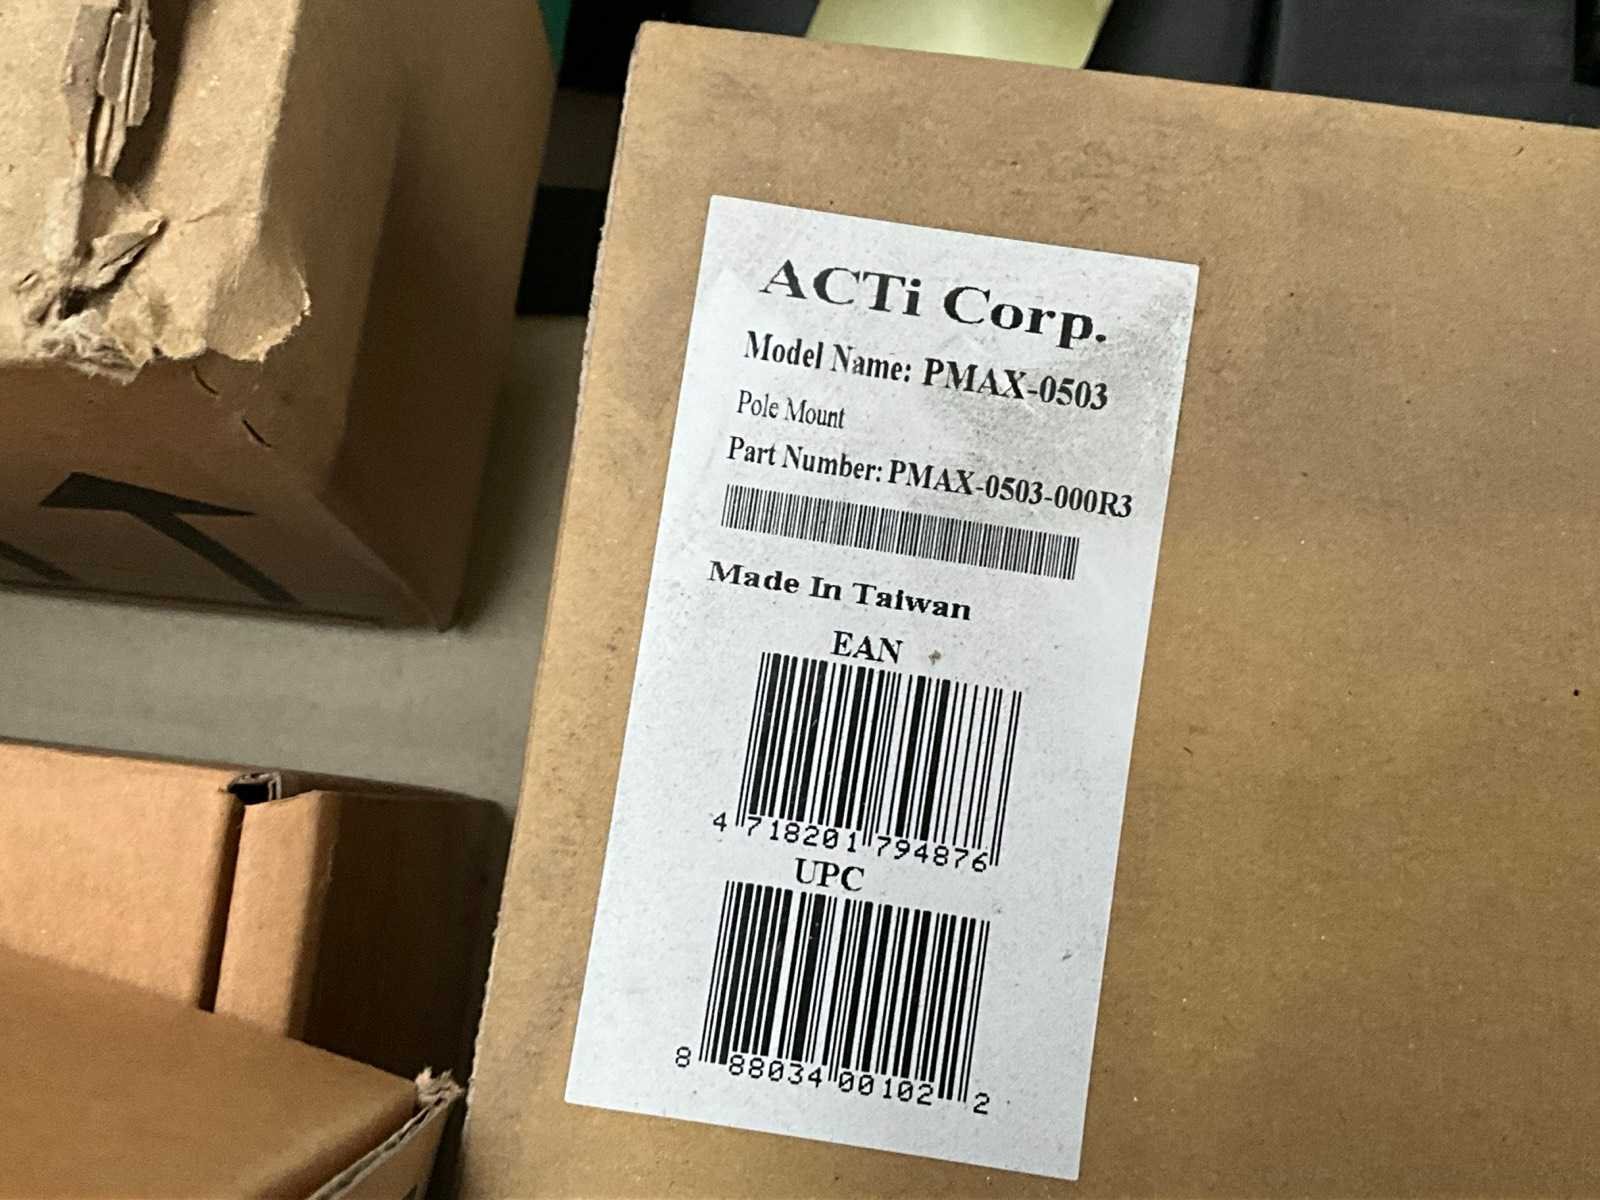 ACTi Corp.
Model Name: PMAX-0503
Pole Mount
Part Number: PMAX-0503-000R3
Made In Taiwan
EAN
4 718201 794876
UPC
8 88034 00102 2